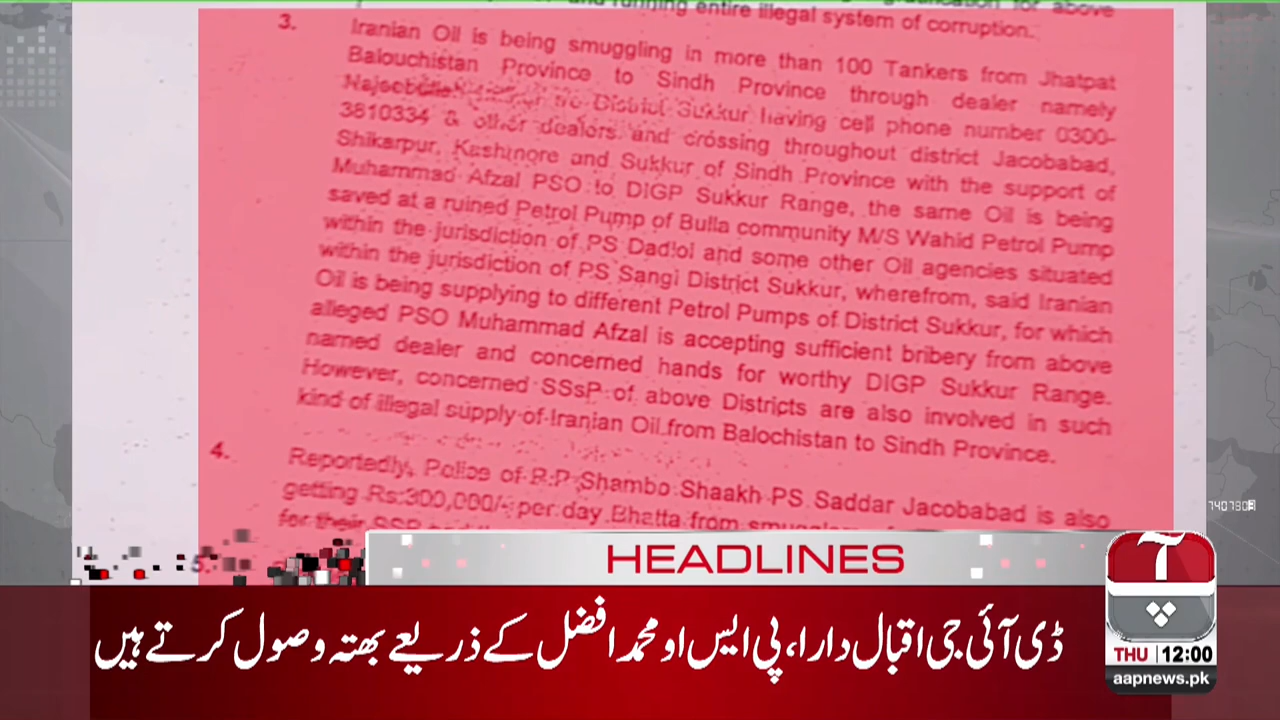 above
and running entire illegal system of corruption.
3. Iranian Oil is being smuggling in more than 100 Tankers from Jhatpat
Balouchistan Province to Sindh Province through dealer namely
District Sukkur having cell phone number 0300-
3810334 & other dealers and crossing throughout district Jacobabad,
Shikarpur, Kashmore and Sukkur of Sindh Province with the support of
Muhammad Afzal PSO to DIGP Sukkur Range, the same Oil is being
saved at a ruined Petrol Pump of Bulla community M/S Wahid Petrol Pump
within the jurisdiction of PS Dadloi and some other Oil agencies situated
within the jurisdiction of PS Sangi District Sukkur, wherefrom, said Iranian
Oil is being supplying to different Petrol Pumps of District Sukkur, for which
alleged PSO Muhammad Afzal is accepting sufficient bribery from above
named dealer and concerned hands for worthy DIGP Sukkur Range.
However, concerned SSsP of above Districts are also involved in such
kind of illegal supply of Iranian Oil from Balochistan to Sindh Province.
4. Reportedly, Police of P.P Shambo Shaakh PS Saddar Jacobabad is also
getting Rs:300,000/- per day Bhatta from
for their SSP
5.
HEADLINES
ڈی آئی جی اقبال دارا، پی ایس او محمد افضل کے ذریعے بھتہ وصول کرتے ہیں
THU 12:00
aapnews.pk